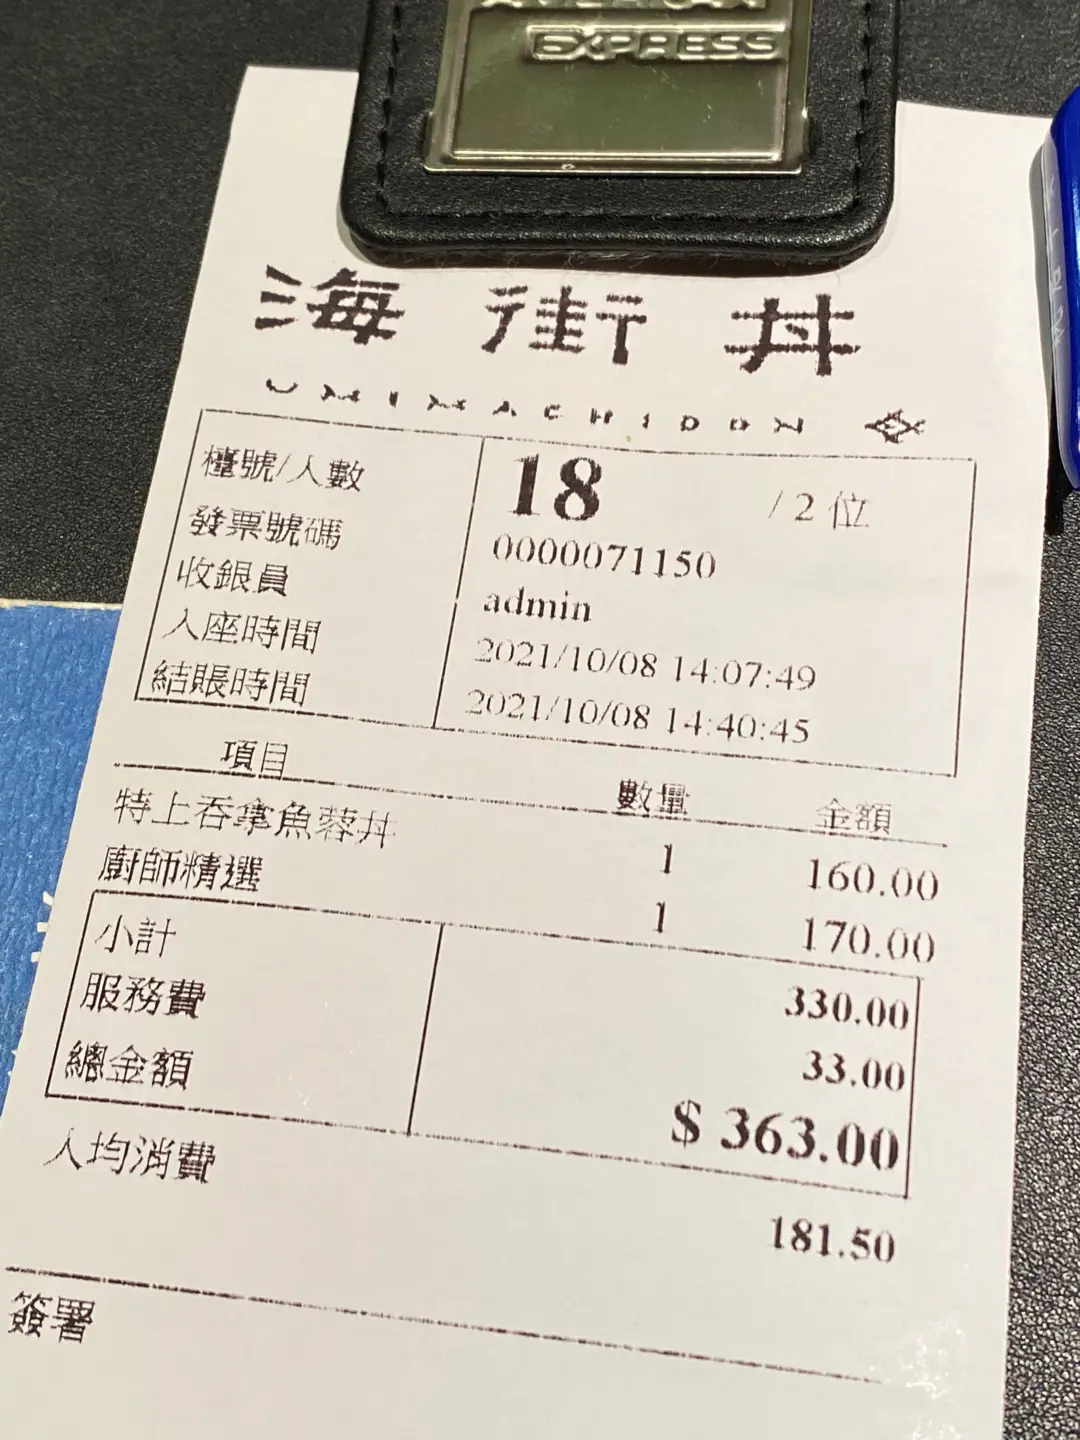 EXPRESS
海街丼
UMIMACHIDON
檯號/人數 18 /2位
發票號碼 0000071150
收銀員 admin
入座時間 2021/10/08 14:07:49
結賬時間 2021/10/08 14:40:45
項目 數量 金額
特上吞拿魚蓉丼 1 160.00
廚師精選 1 170.00
小計 330.00
服務費 33.00
總金額 $ 363.00
人均消費 181.50
簽署